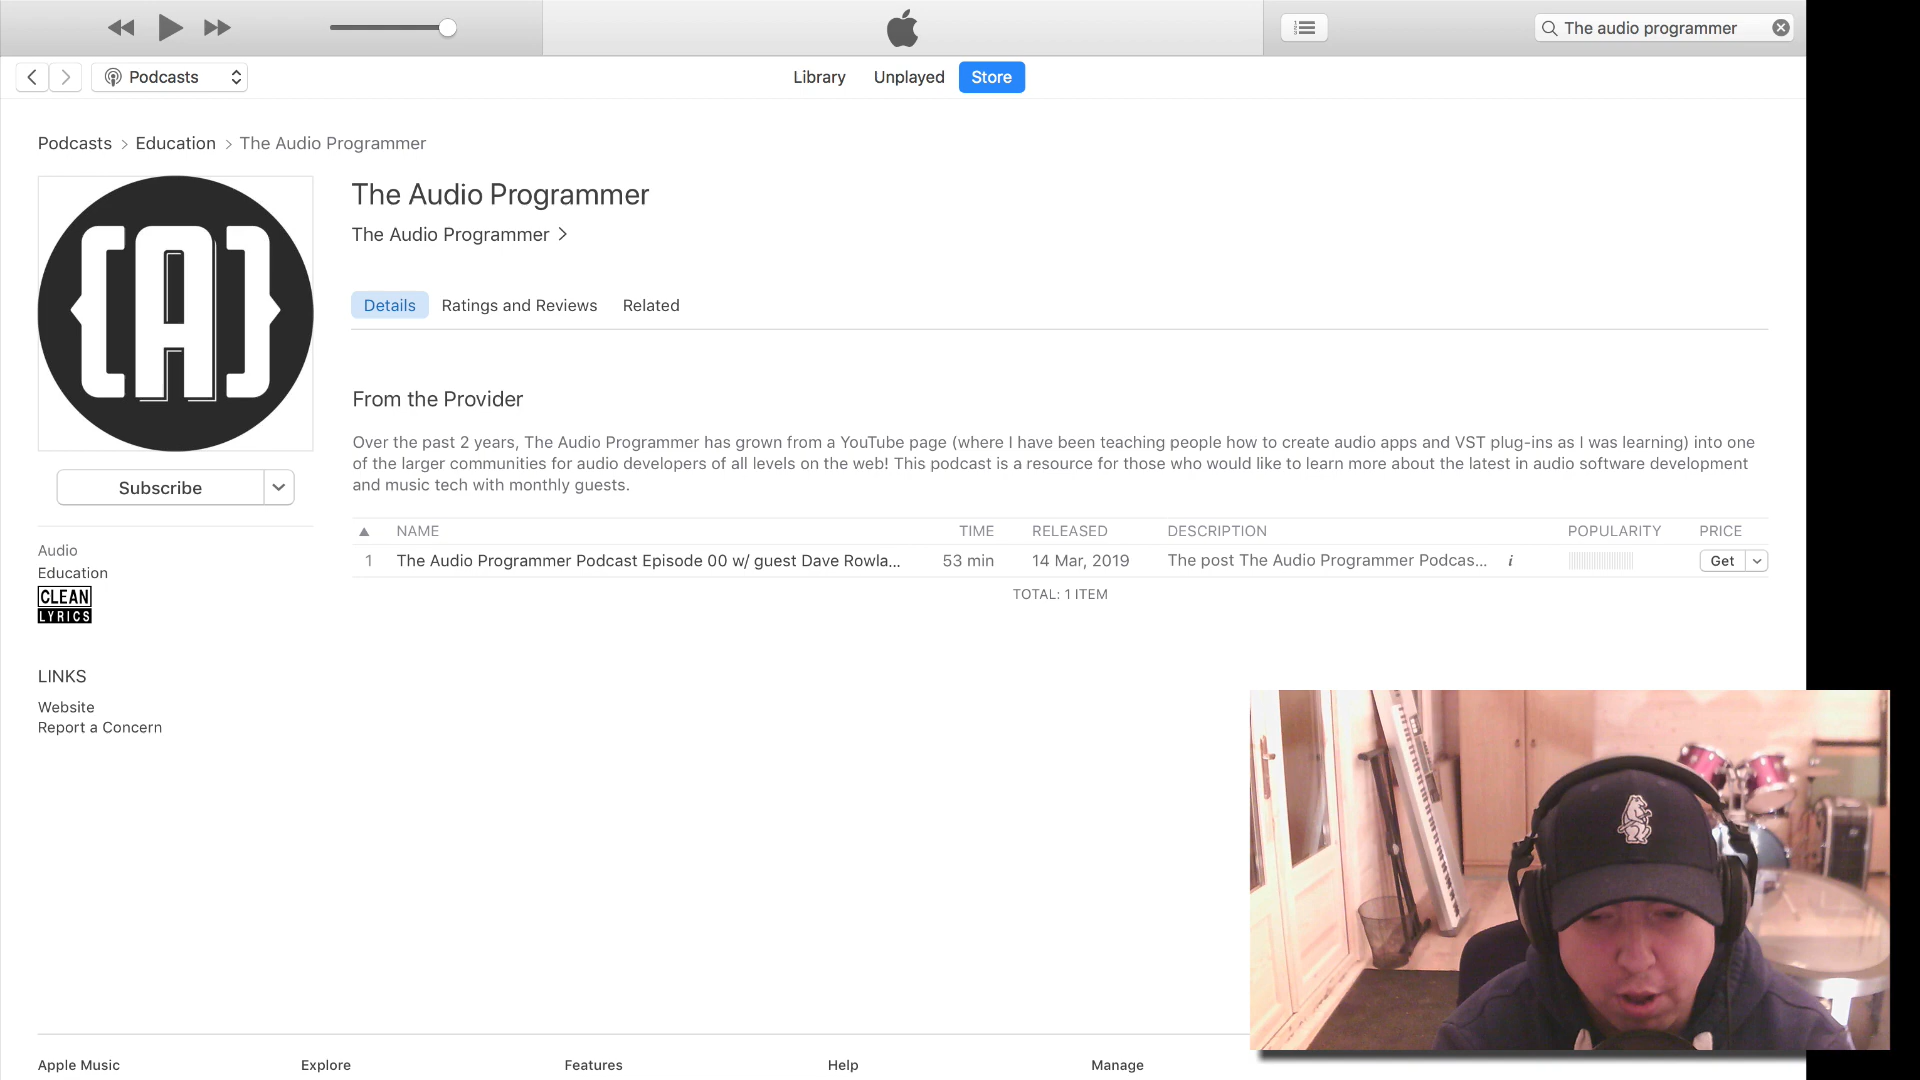 The audio programmer
Podcasts
Library
Unplayed
Store
Podcasts > Education > The Audio Programmer
{A}
The Audio Programmer
The Audio Programmer >
Details
Ratings and Reviews
Related
From the Provider
Over the past 2 years, The Audio Programmer has grown from a YouTube page (where I have been teaching people how to create audio apps and VST plug-ins as I was learning) into one
of the larger communities for audio developers of all levels on the web! This podcast is a resource for those who would like to learn more about the latest in audio software development
and music tech with monthly guests.
Subscribe
NAME TIME RELEASED DESCRIPTION POPULARITY PRICE
1 The Audio Programmer Podcast Episode 00 w/ guest Dave Rowla... 53 min 14 Mar, 2019 The post The Audio Programmer Podcas... i Get
TOTAL: 1 ITEM
Audio
Education
CLEAN
LYRICS
LINKS
Website
Report a Concern
Apple Music
Explore
Features
Help
Manage